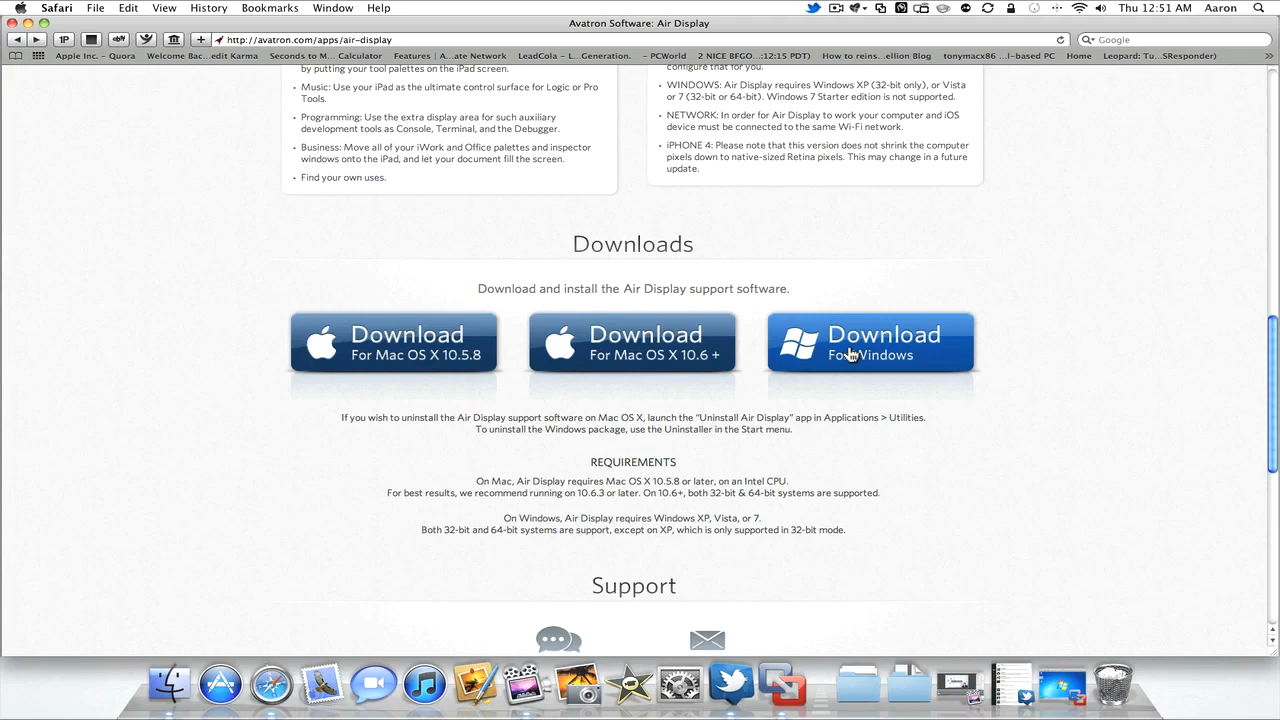 Safari File Edit View History Bookmarks Window Help Thu 12:51 AM Aaron
Avatron Software: Air Display
1P http://avatron.com/apps/air-display Google
Apple Inc. – Quora Welcome Bac...edit Karma Seconds to M... Calculator Features | A...ate Network LeadCola – L...Generation. – PCWorld 2 NICE BFGO...:12:15 PDT) How to reins...ellion Blog tonymacx86 ...l-based PC Home Leopard: Tu...SResponder)
by putting your tool palettes on the iPad screen.
• Music: Use your iPad as the ultimate control surface for Logic or Pro
Tools.
• Programming: Use the extra display area for such auxiliary
development tools as Console, Terminal, and the Debugger.
• Business: Move all of your iWork and Office palettes and inspector
windows onto the iPad, and let your document fill the screen.
• Find your own uses.
configure that for you.
• WINDOWS: Air Display requires Windows XP (32-bit only), or Vista
or 7 (32-bit or 64-bit). Windows 7 Starter edition is not supported.
• NETWORK: In order for Air Display to work your computer and iOS
device must be connected to the same Wi-Fi network.
• iPHONE 4: Please note that this version does not shrink the computer
pixels down to native-sized Retina pixels. This may change in a future
update.
Downloads
Download and install the Air Display support software.
Download
For Mac OS X 10.5.8
Download
For Mac OS X 10.6 +
Download
For Windows
If you wish to uninstall the Air Display support software on Mac OS X, launch the “Uninstall Air Display” app in Applications > Utilities.
To uninstall the Windows package, use the Uninstaller in the Start menu.
REQUIREMENTS
On Mac, Air Display requires Mac OS X 10.5.8 or later, on an Intel CPU.
For best results, we recommend running on 10.6.3 or later. On 10.6+, both 32-bit & 64-bit systems are supported.
On Windows, Air Display requires Windows XP, Vista, or 7.
Both 32-bit and 64-bit systems are support, except on XP, which is only supported in 32-bit mode.
Support